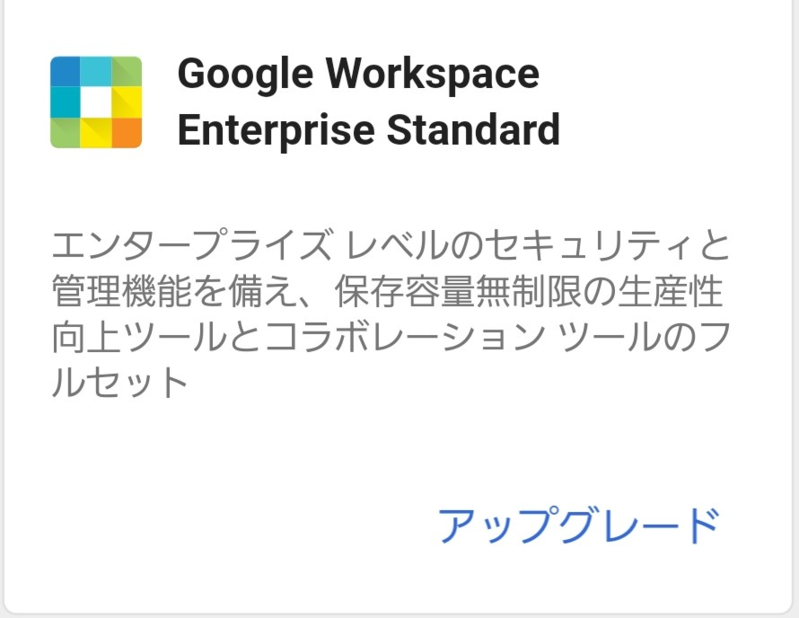 Google Workspace
Enterprise Standard
エンタープライズ レベルのセキュリティと
管理機能を備え、保存容量無制限の生産性
向上ツールとコラボレーション ツールのフ
ルセット
アップグレード